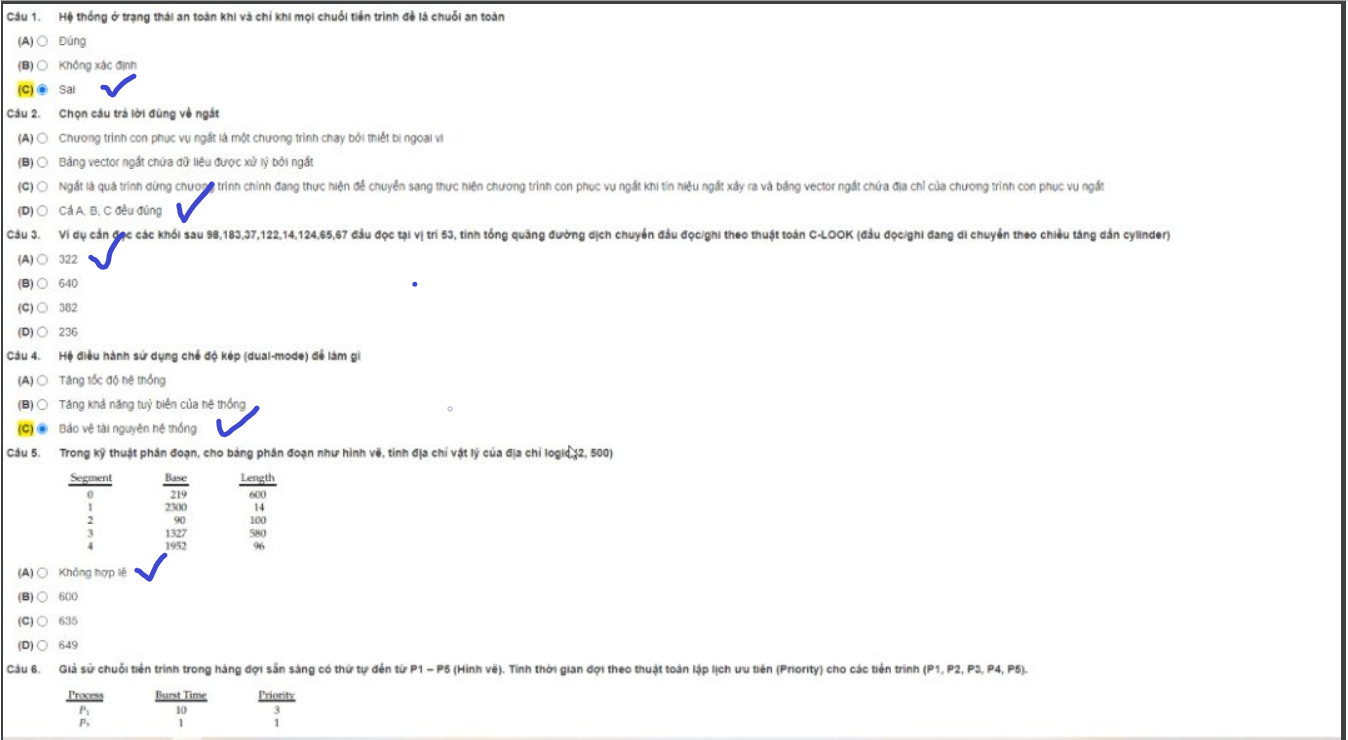 Câu 1. Hệ thống ở trạng thái an toàn khi và chỉ khi mọi chuỗi tiến trình đề là chuỗi an toàn
(A) Đúng
(B) Không xác định
(C) Sai
Câu 2. Chọn câu trả lời đúng về ngắt
(A) Chương trình con phục vụ ngắt là một chương trình chạy bởi thiết bị ngoại vi
(B) Bảng vector ngắt chứa dữ liệu được xử lý bởi ngắt
(C) Ngắt là quá trình dừng chương trình chính đang thực hiện để chuyển sang thực hiện chương trình con phục vụ ngắt khi tín hiệu ngắt xảy ra và bảng vector ngắt chứa địa chỉ của chương trình con phục vụ ngắt
(D) Cả A, B, C đều đúng
Câu 3. Ví dụ cần đọc các khối sau 98,183,37,122,14,124,65,67 đầu đọc tại vị trí 53, tính tổng quãng đường dịch chuyển đầu đọc/ghi theo thuật toán C-LOOK (đầu đọc/ghi đang di chuyển theo chiều tăng dần cylinder)
(A) 322
(B) 640
(C) 382
(D) 236
Câu 4. Hệ điều hành sử dụng chế độ kép (dual-mode) để làm gì
(A) Tăng tốc độ hệ thống
(B) Tăng khả năng tuỳ biến của hệ thống
(C) Bảo vệ tài nguyên hệ thống
Câu 5. Trong kỹ thuật phân đoạn, cho bảng phân đoạn như hình vẽ, tính địa chỉ vật lý của địa chỉ logic (2, 500)
Segment Base Length
0 219 600
1 2300 14
2 90 100
3 1327 580
4 1952 96
(A) Không hợp lệ
(B) 600
(C) 635
(D) 649
Câu 6. Giả sử chuỗi tiến trình trong hàng đợi sẵn sàng có thứ tự đến từ P1 – P5 (Hình vẽ). Tính thời gian đợi theo thuật toán lập lịch ưu tiên (Priority) cho các tiến trình (P1, P2, P3, P4, P5).
Process Burst Time Priority
P1 10 3
P2 1 1